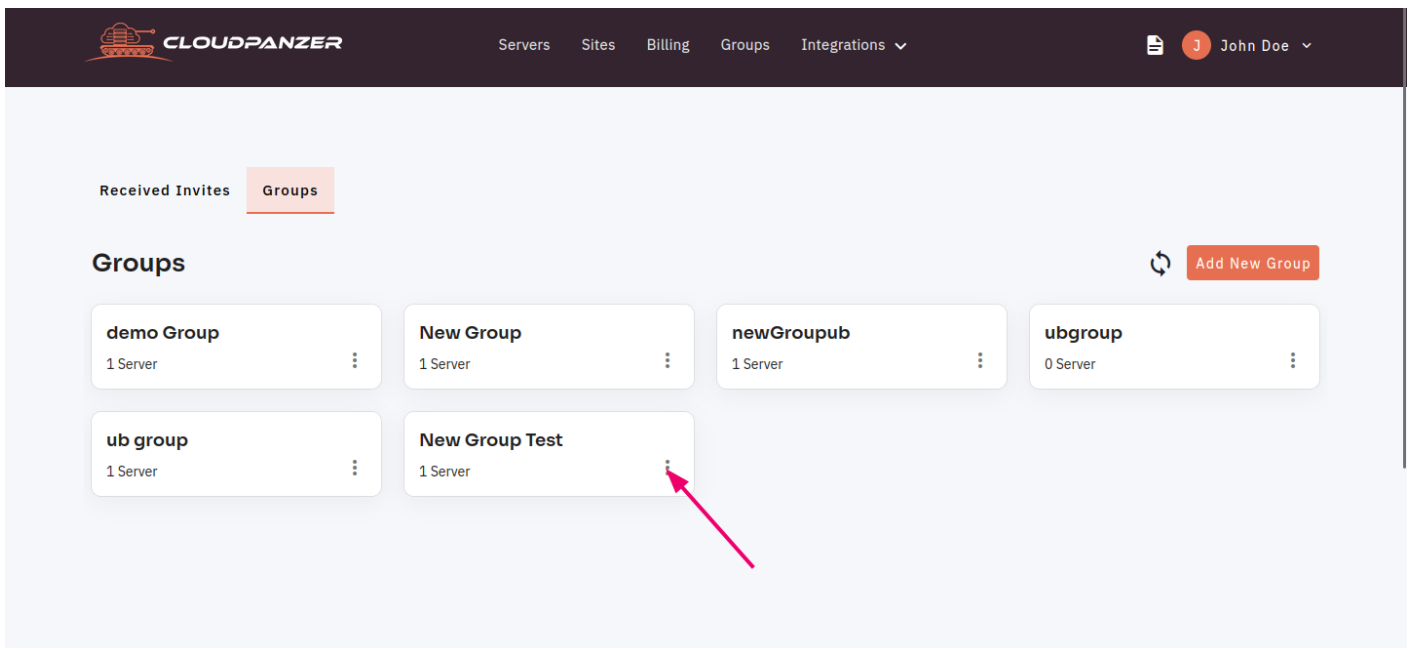 CLOUDPANZER
Servers Sites Billing Groups Integrations
J John Doe
Received Invites Groups
Groups
Add New Group
demo Group
1 Server
New Group
1 Server
newGroupub
1 Server
ubgroup
0 Server
ub group
1 Server
New Group Test
1 Server